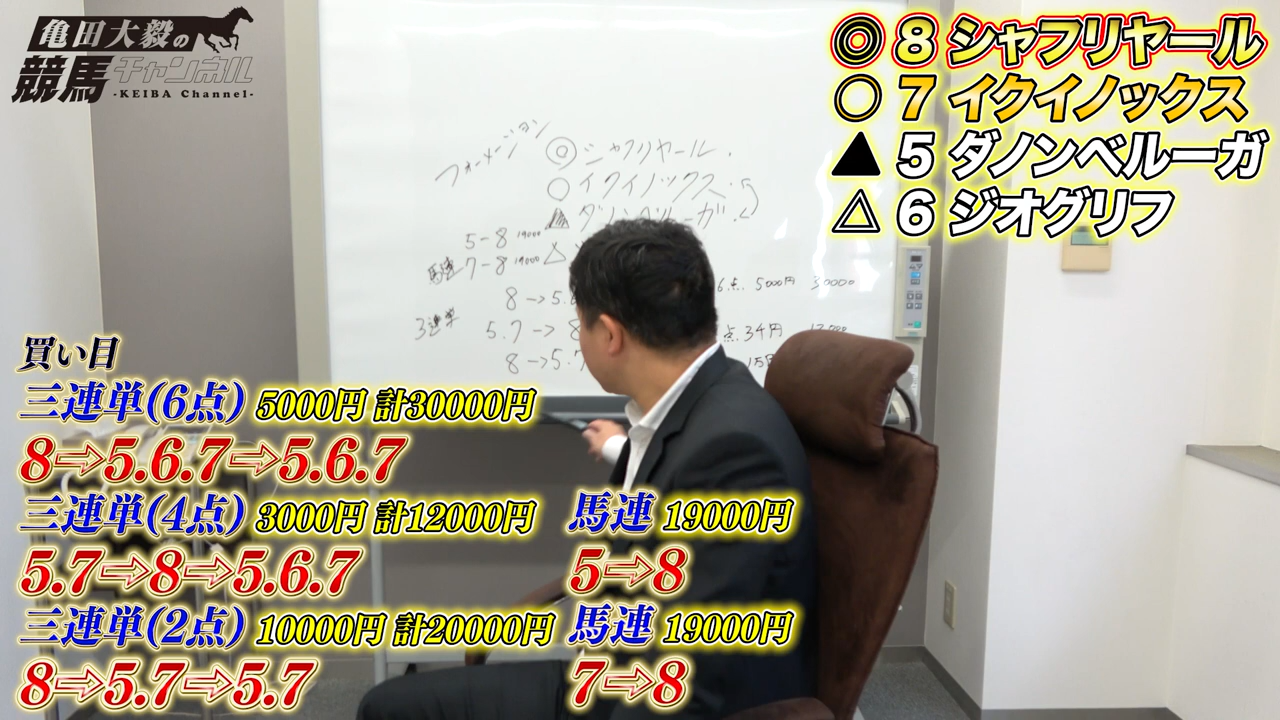 亀田大毅の
競馬チャンネル
-KEIBA Channel-
◎ 8 シャフリヤール
○ 7 イクイノックス
▲ 5 ダノンベルーガ
△ 6 ジオグリフ
フォーメーション
◎シャフリヤール.
○イクイノックス
▲ダノンベルーガ
△
5-8 19000
馬連 7-8 19000
8→5.6
6点 5000円 30000
3連単 5.7→8
点 34円
8→5.7
買い目
三連単(6点) 5000円 計30000円
8⇨5.6.7⇨5.6.7
三連単(4点) 3000円 計12000円
5.7⇨8⇨5.6.7
三連単(2点) 10000円 計20000円
8⇨5.7⇨5.7
馬連 19000円
5⇨8
馬連 19000円
7⇨8